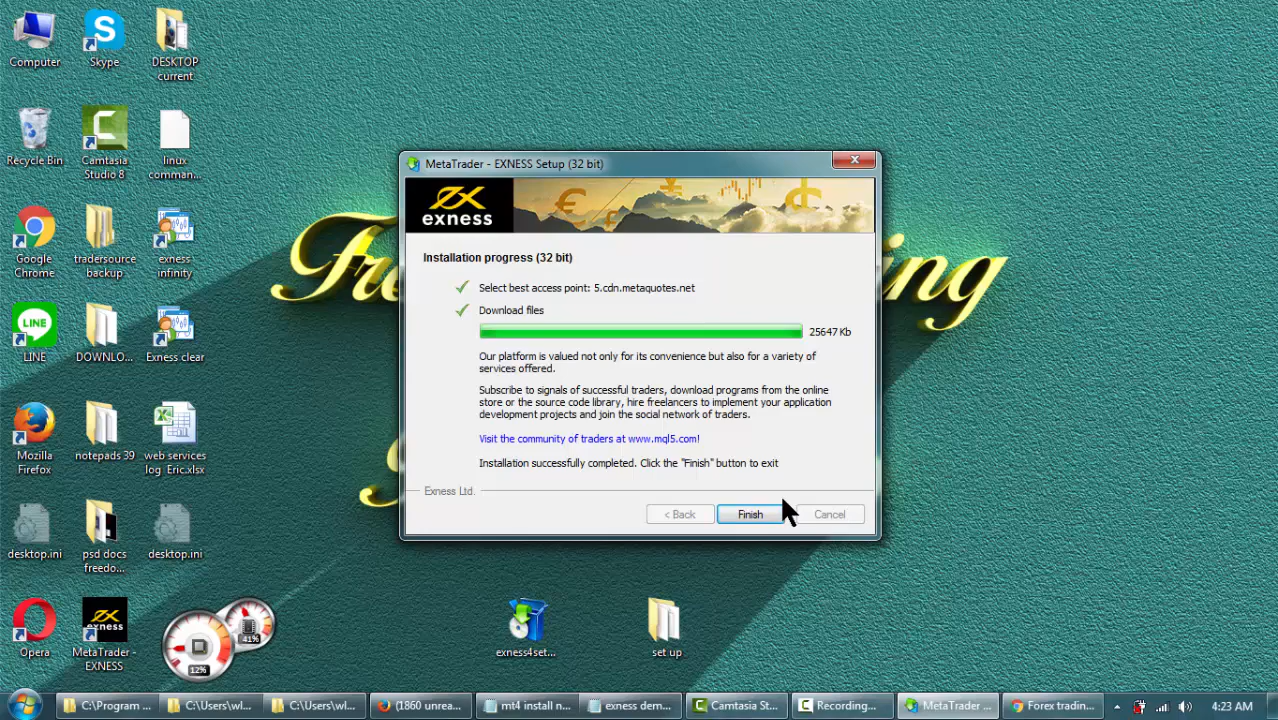 Computer
Skype
DESKTOP
current
Recycle Bin
Camtasia
Studio 8
linux
comman...
Google
Chrome
tradersource
backup
exness
infinity
LINE
LINE
DOWNLO...
Exness clear
Mozilla
Firefox
notepads 39
web services
log_Eric.xlsx
desktop.ini
psd docs
freedo...
desktop.ini
Opera
exness
MetaTrader -
EXNESS
41%
12%
MetaTrader - EXNESS Setup (32 bit)
exness
Installation progress (32 bit)
Select best access point: 5.cdn.metaquotes.net
Download files
25647 Kb
Our platform is valued not only for its convenience but also for a variety of
services offered.
Subscribe to signals of successful traders, download programs from the online
store or the source code library, hire freelancers to implement your application
development projects and join the social network of traders.
Visit the community of traders at www.mql5.com!
Installation successfully completed. Click the "Finish" button to exit
Exness Ltd.
< Back
Finish
Cancel
exness4set...
set up
C:\Program ...
C:\Users\wl...
C:\Users\wl...
(1860 unrea...
mt4 install n...
exness dem...
Camtasia St...
Recording...
MetaTrader ...
Forex tradin...
4:23 AM